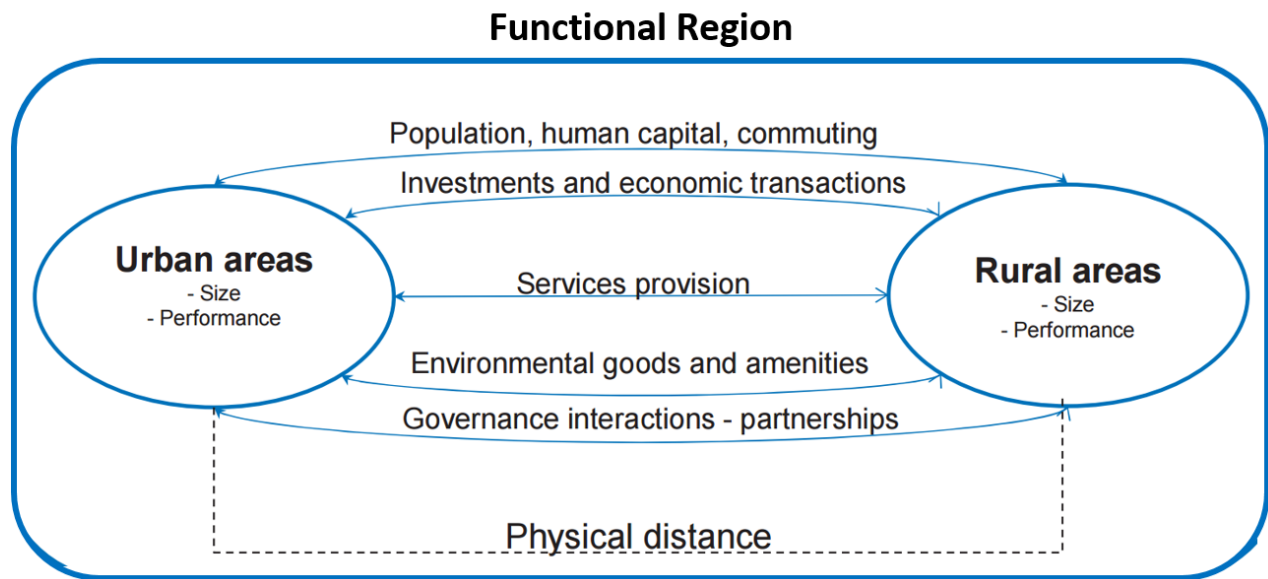 Functional Region
Population, human capital, commuting
Investments and economic transactions
Urban areas
- Size
- Performance
Services provision
Rural areas
- Size
- Performance
Environmental goods and amenities
Governance interactions - partnerships
Physical distance